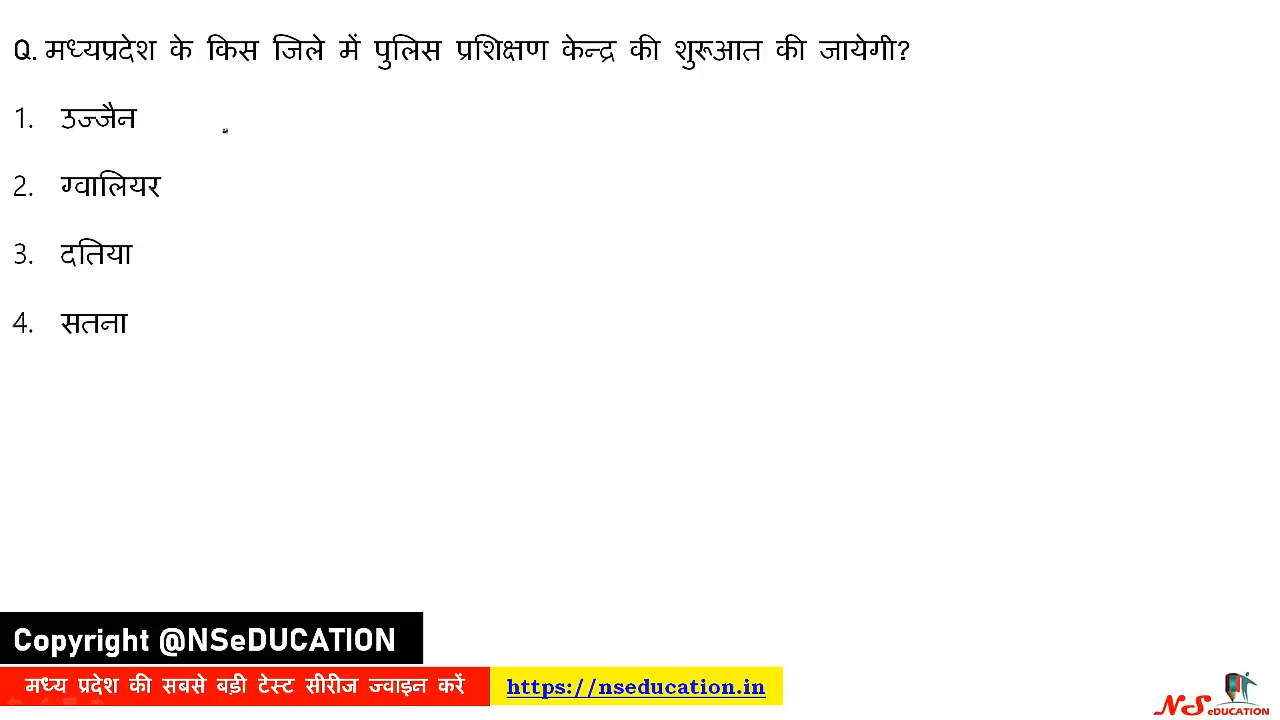 Q. मध्यप्रदेश के किस जिले में पुलिस प्रशिक्षण केन्द्र की शुरूआत की जायेगी?
1. उज्जैन
2. ग्वालियर
3. दतिया
4. सतना
Copyright @NSeDUCATION
मध्य प्रदेश की सबसे बड़ी टेस्ट सीरीज ज्वाइन करें https://nseducation.in
NS eDUCATION